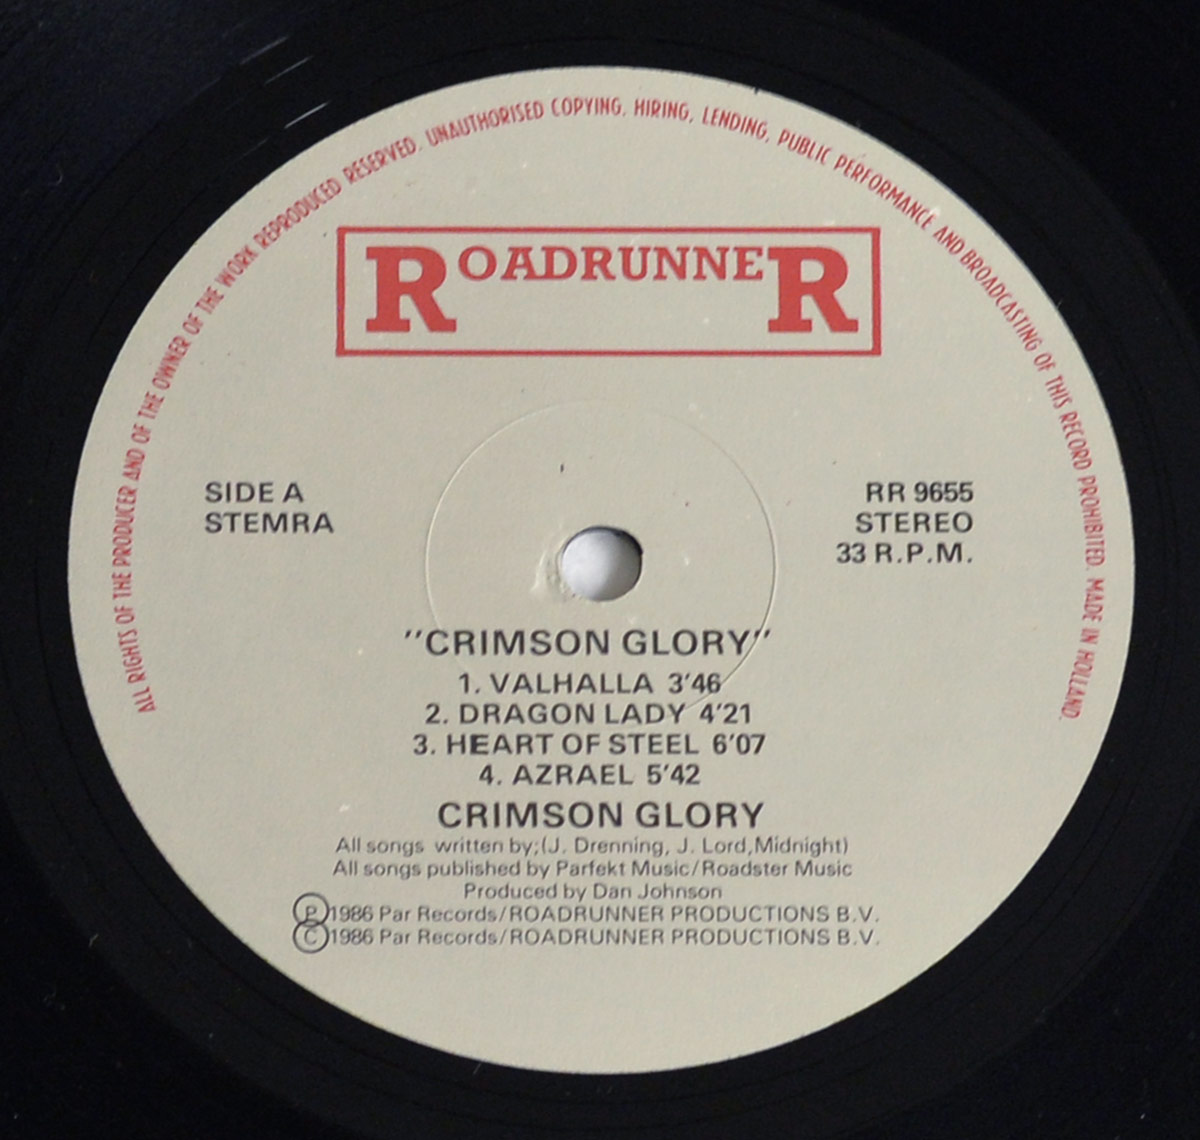 ALL RIGHTS OF THE PRODUCER AND OF THE OWNER OF THE WORK REPRODUCED RESERVED. UNAUTHORISED COPYING, HIRING, LENDING, PUBLIC PERFORMANCE AND BROADCASTING OF THIS RECORD PROHIBITED. MADE IN HOLLAND.
ROADRUNNER
SIDE A
STEMRA
RR 9655
STEREO
33 R.P.M.
"CRIMSON GLORY"
1. VALHALLA 3'46
2. DRAGON LADY 4'21
3. HEART OF STEEL 6'07
4. AZRAEL 5'42
CRIMSON GLORY
All songs written by;(J. Drenning, J. Lord,Midnight)
All songs published by Parfekt Music/Roadster Music
Produced by Dan Johnson
Ⓟ1986 Par Records/ROADRUNNER PRODUCTIONS B.V.
Ⓒ1986 Par Records/ROADRUNNER PRODUCTIONS B.V.